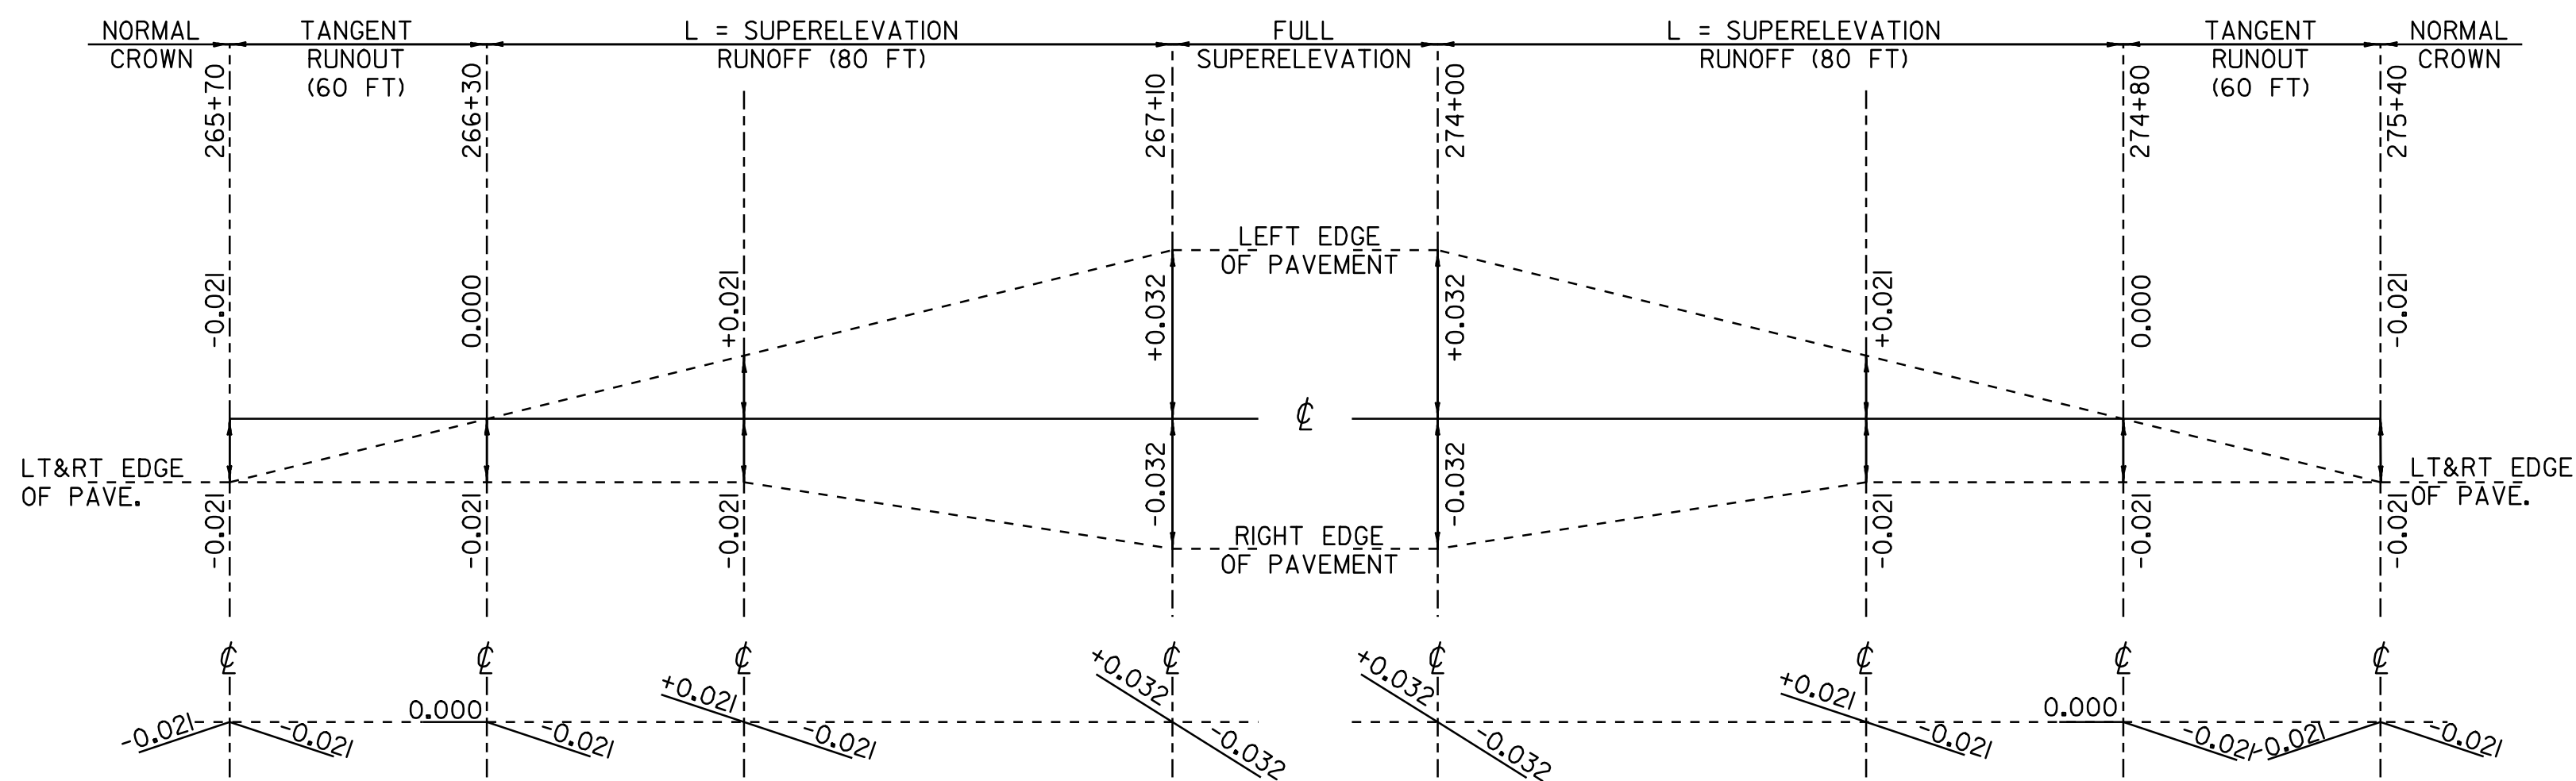 NORMAL
CROWN
TANGENT
RUNOUT
(60 FT)
L = SUPERELEVATION
RUNOFF (80 FT)
FULL
SUPERELEVATION
L = SUPERELEVATION
RUNOFF (80 FT)
TANGENT
RUNOUT
(60 FT)
NORMAL
CROWN
265+70
266+30
267+10
274+00
274+80
275+40
LEFT EDGE
OF PAVEMENT
-0.021
0.000
+0.021
+0.032
+0.032
+0.021
0.000
-0.021
℄
LT&RT EDGE
OF PAVE.
LT&RT EDGE
OF PAVE.
-0.021
-0.021
-0.021
-0.032
-0.032
-0.021
-0.021
-0.021
RIGHT EDGE
OF PAVEMENT
℄
℄
℄
℄
℄
℄
℄
℄
-0.021
-0.021
0.000
-0.021
+0.021
-0.021
+0.032
-0.032
+0.032
-0.032
+0.021
-0.021
0.000
-0.021
-0.021
-0.021